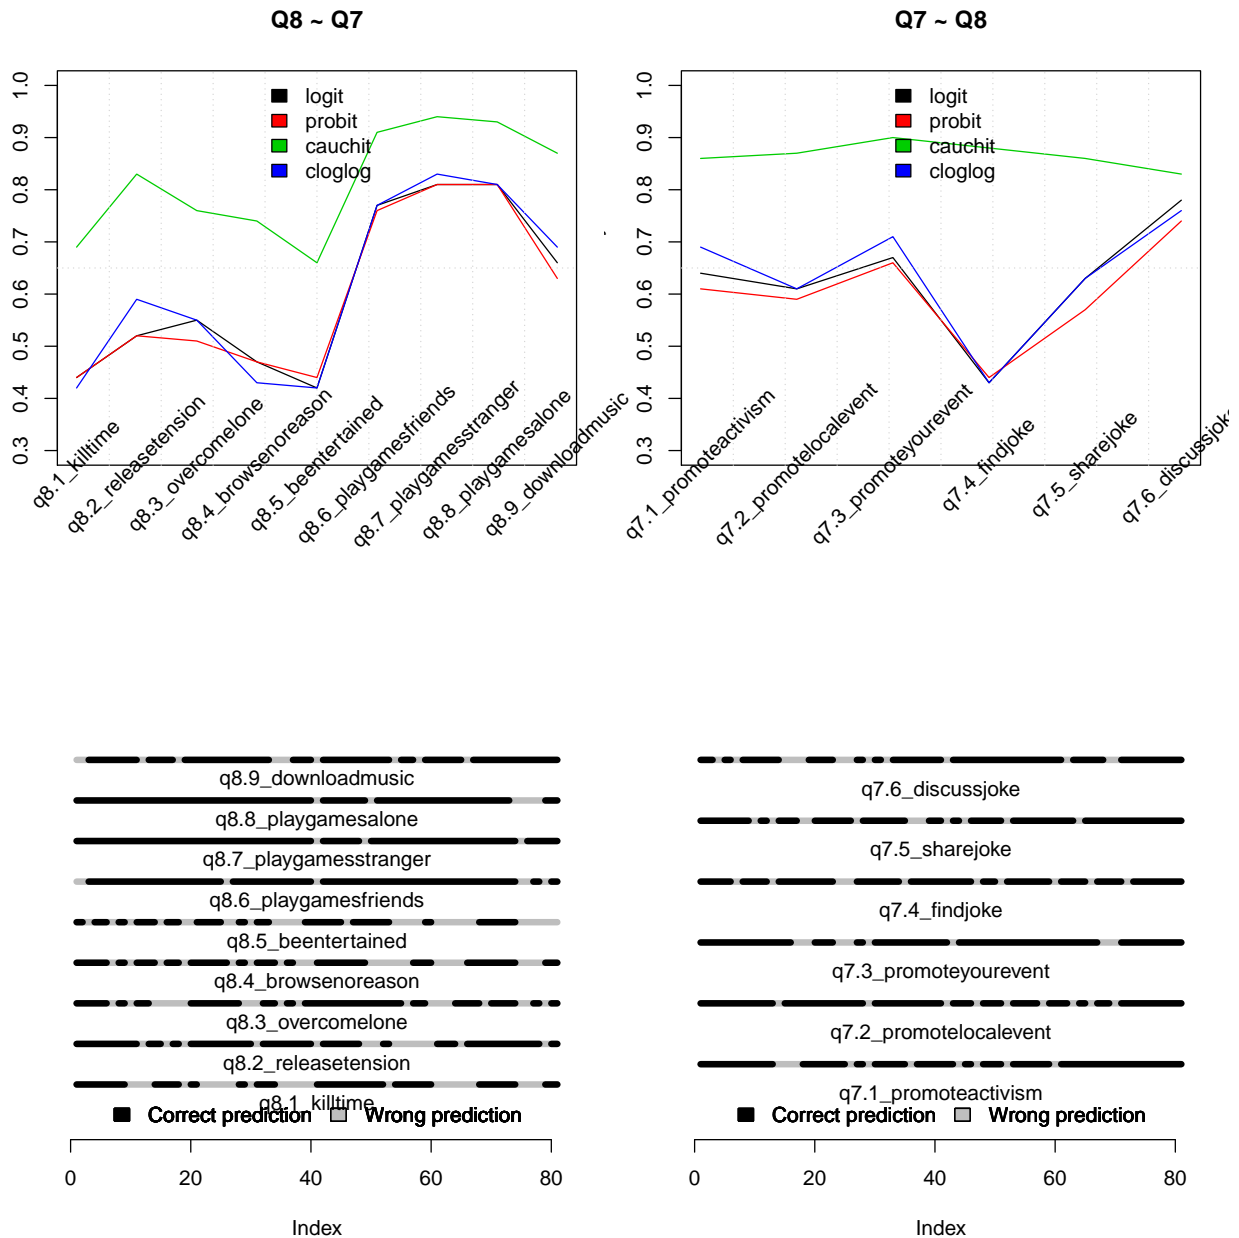 Q8 ~ Q7
logit
probit
cauchit
cloglog
1.0
0.9
0.8
0.7
0.6
0.5
0.4
0.3
q8.1_killtime
q8.2_releasetension
q8.3_overcomelone
q8.4_browsenoreason
q8.5_beentertained
q8.6_playgamesfriends
q8.7_playgamesstranger
q8.8_playgamesalone
q8.9_downloadmusic
Q7 ~ Q8
logit
probit
cauchit
cloglog
1.0
0.9
0.8
0.7
0.6
0.5
0.4
0.3
q7.1_promoteactivism
q7.2_promotelocalevent
q7.3_promoteyourevent
q7.4_findjoke
q7.5_sharejoke
q7.6_discussjoke
q8.9_downloadmusic
q8.8_playgamesalone
q8.7_playgamesstranger
q8.6_playgamesfriends
q8.5_beentertained
q8.4_browsenoreason
q8.3_overcomelone
q8.2_releasetension
q8.1_killtime
Correct prediction Wrong prediction
0 20 40 60 80
Index
q7.6_discussjoke
q7.5_sharejoke
q7.4_findjoke
q7.3_promoteyourevent
q7.2_promotelocalevent
q7.1_promoteactivism
Correct prediction Wrong prediction
0 20 40 60 80
Index